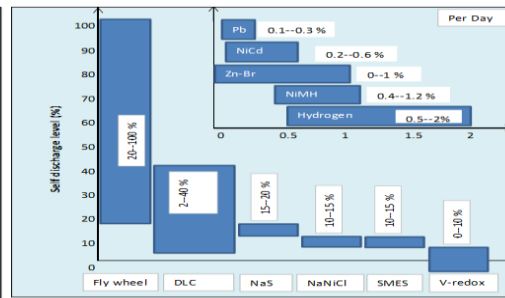 Per Day
Pb 0.1--0.3 %
NiCd 0.2--0.6 %
Zn-Br 0--1 %
NiMH 0.4--1.2 %
Hydrogen 0.5--2%
0 0.5 1 1.5 2
Self discharge level [%]
100
90
80
70
60
50
40
30
20
10
0
20--100 %
2--40 %
15--20 %
10--15 %
10--15 %
0--10 %
Fly wheel DLC NaS NaNiCl SMES V-redox